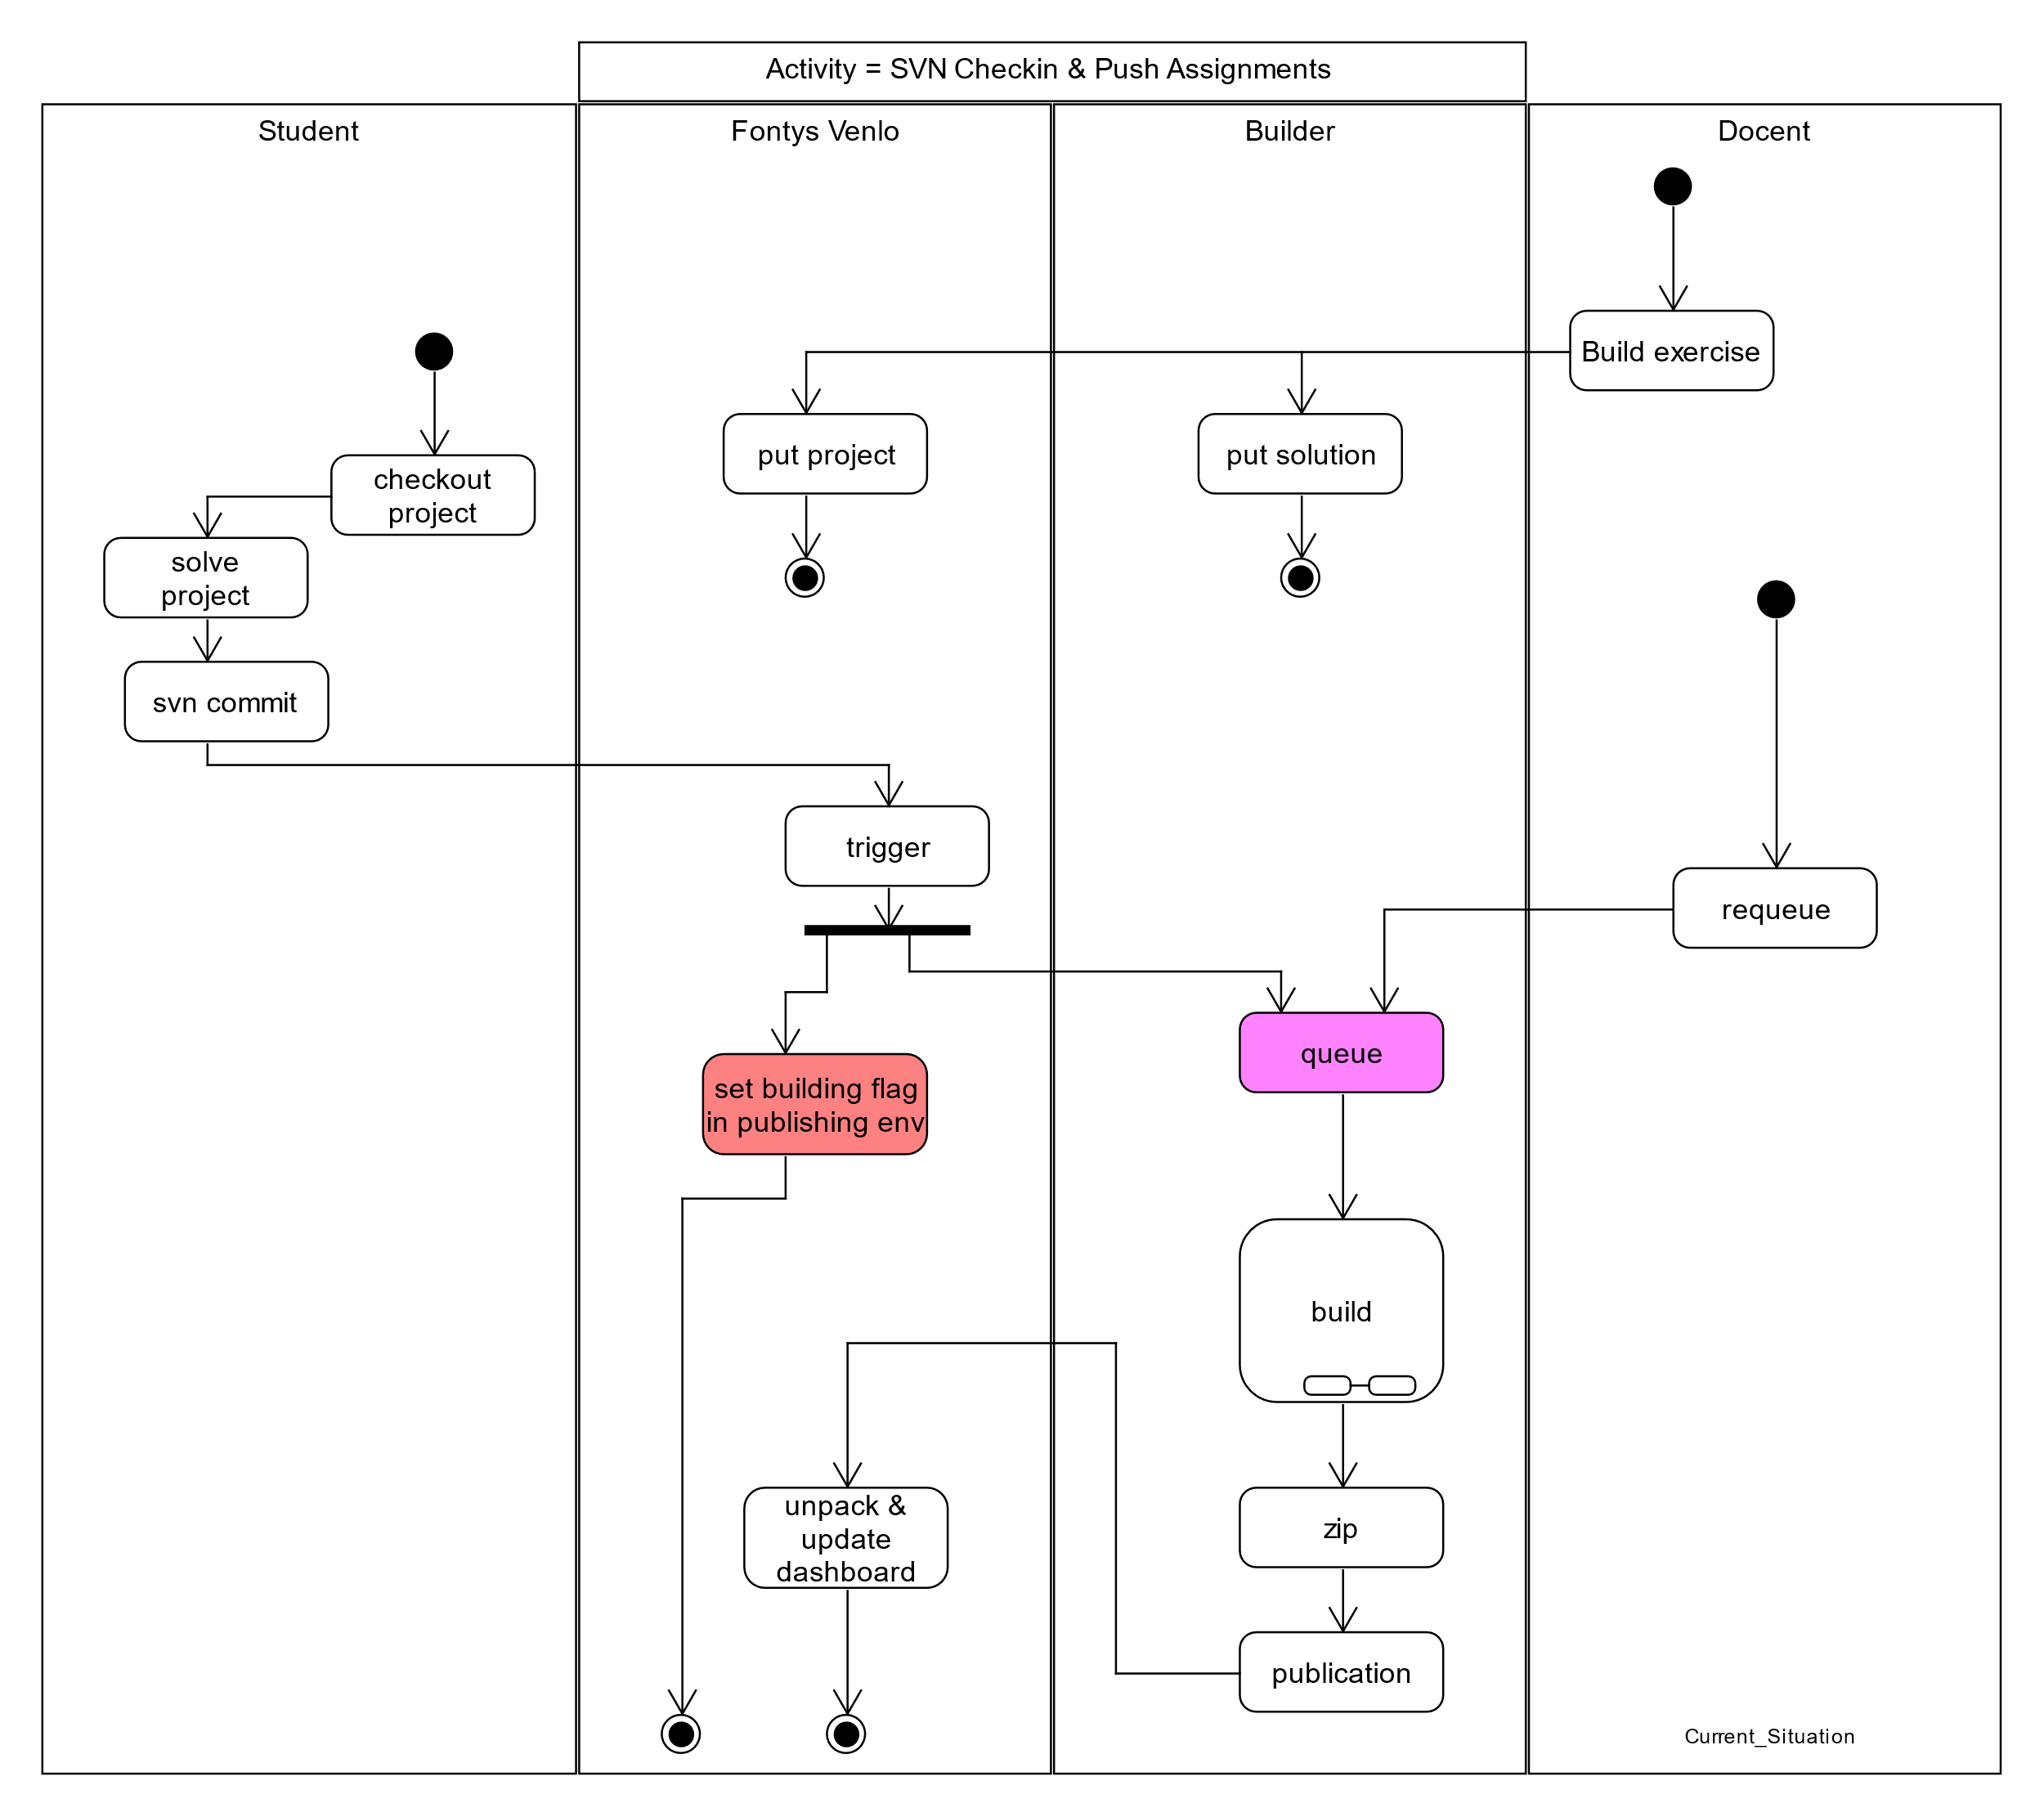 Activity = SVN Checkin & Push Assignments
Student
Fontys Venlo
Builder
Docent
Build exercise
put project
put solution
checkout
project
solve
project
svn commit
trigger
requeue
queue
set building flag
in publishing env
build
unpack &
update
dashboard
zip
publication
Current_Situation